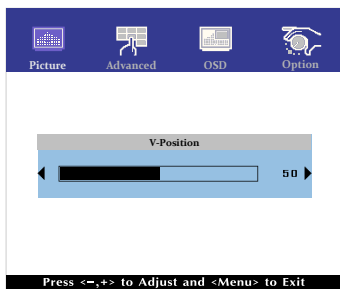 Picture Advanced OSD Option
V-Position
50
Press <–,+> to Adjust and <Menu> to Exit